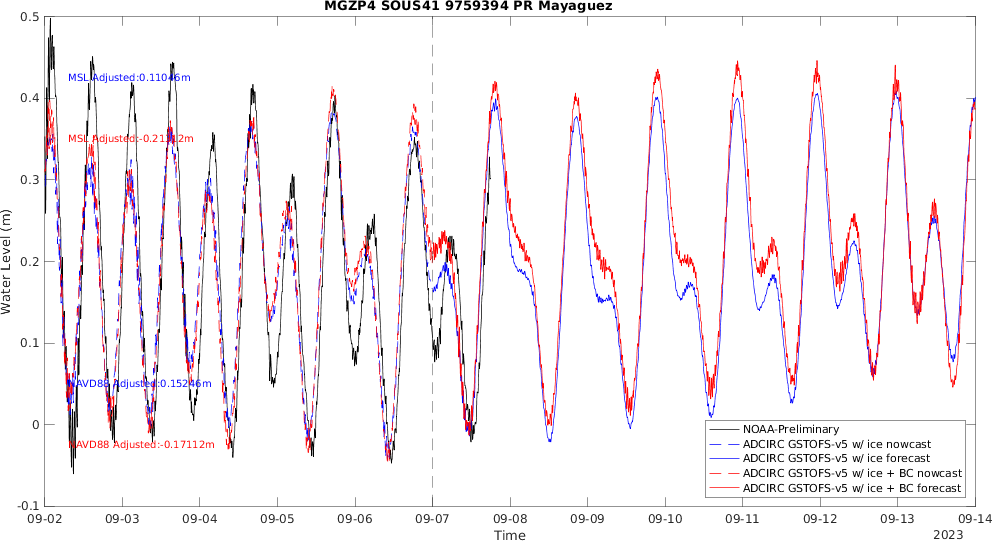 MGZP4 SOUS41 9759394 PR Mayaguez
0.5
0.4
0.3
0.2
0.1
0
-0.1
Water Level (m)
MSL Adjusted:0.11046m
NAVD88 Adjusted:0.15246m
NAVD88 Adjusted:-0.17112m
NOAA-Preliminary
ADCIRC GSTOFS-v5 w/ ice nowcast
ADCIRC GSTOFS-v5 w/ ice forecast
ADCIRC GSTOFS-v5 w/ ice + BC nowcast
ADCIRC GSTOFS-v5 w/ ice + BC forecast
09-02 09-03 09-04 09-05 09-06 09-07 09-08 09-09 09-10 09-11 09-12 09-13 09-14
Time
2023